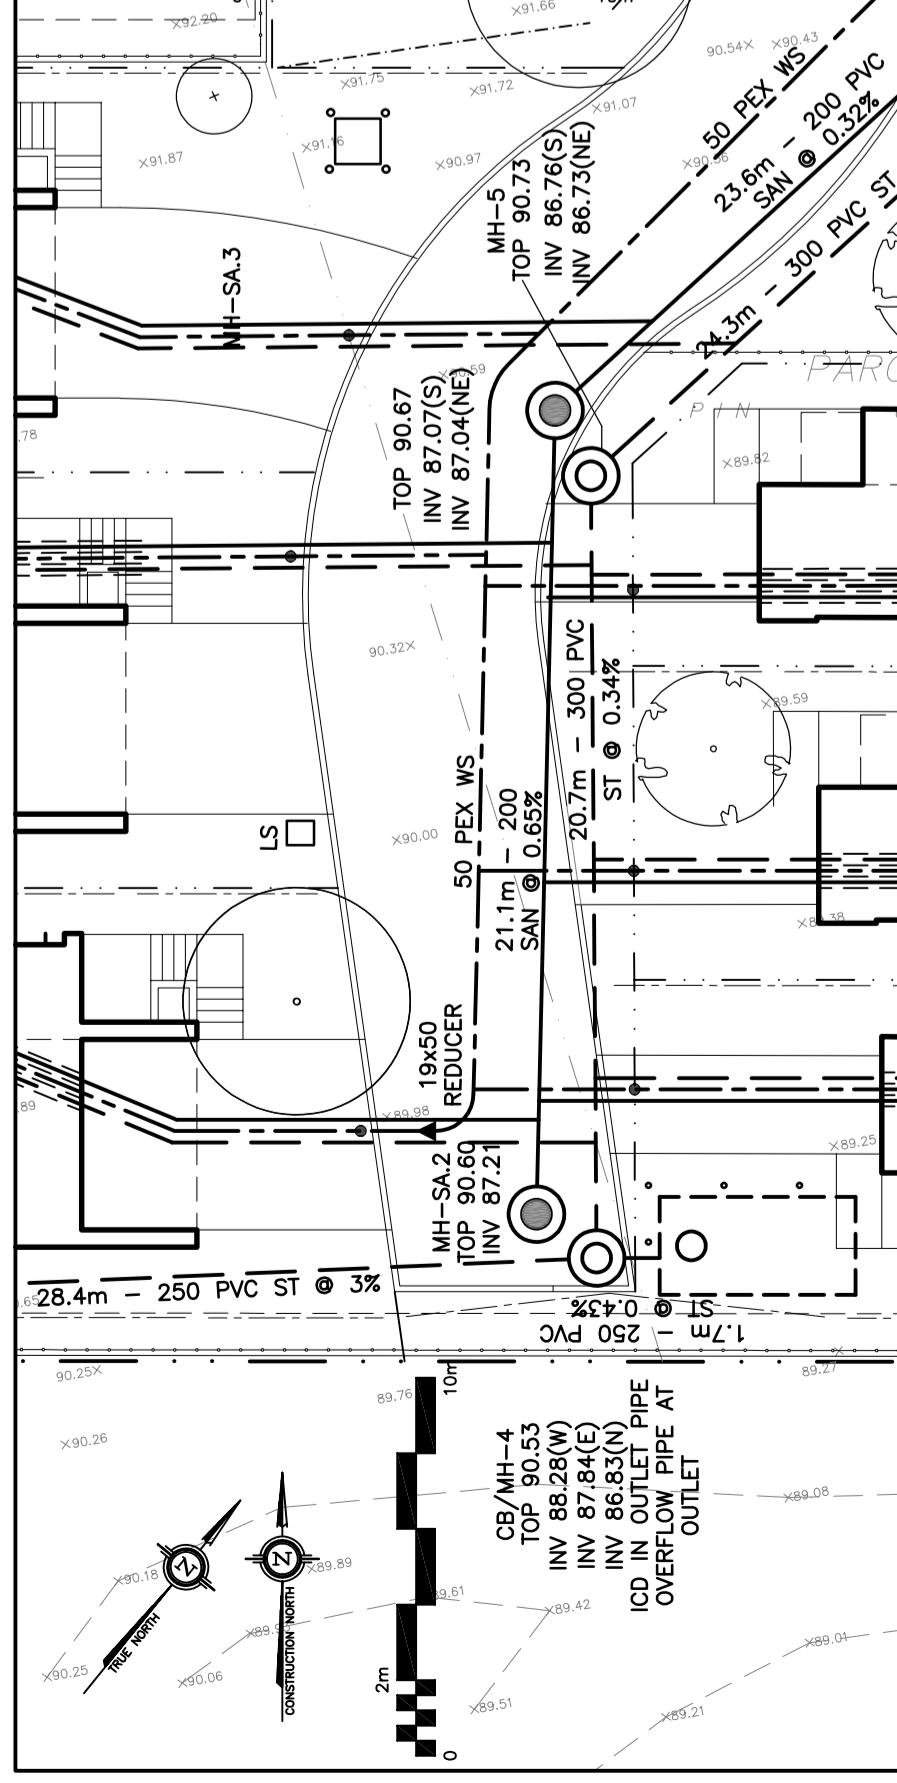 ×92.20
×91.66
90.54×
×90.43
×91.75
×91.72
×91.07
×91.16
×91.87
×90.97
50 PEX WS
23.6m - 200 PVC
SAN @ 0.32%
24.3m - 300 PVC ST
MH-5
TOP 90.73
INV 86.76(S)
INV 86.73(NE)
MH-SA.3
TOP 90.67
INV 87.07(S)
INV 87.04(NE)
PIN
.78
×89.82
90.32×
20.7m - 300 PVC
ST @ 0.34%
×89.59
50 PEX WS
21.1m - 200
SAN @ 0.65%
LS
×90.00
×89.38
19x50
REDUCER
.89
×89.98
×89.25
MH-SA.2
TOP 90.60
INV 87.21
28.4m - 250 PVC ST @ 3%
1.7m - 250 PVC
ST @ 0.43%
90.25×
89.76
10m
89.27
×90.26
CB/MH-4
TOP 90.53
INV 88.28(W)
INV 87.84(E)
INV 86.83(N)
ICD IN OUTLET PIPE
OVERFLOW PIPE AT
OUTLET
×89.08
×90.18
N
N
×89.89
×89.42
TRUE NORTH
CONSTRUCTION NORTH
×89.01
×90.25
×90.06
2m
×89.51
×89.21
0